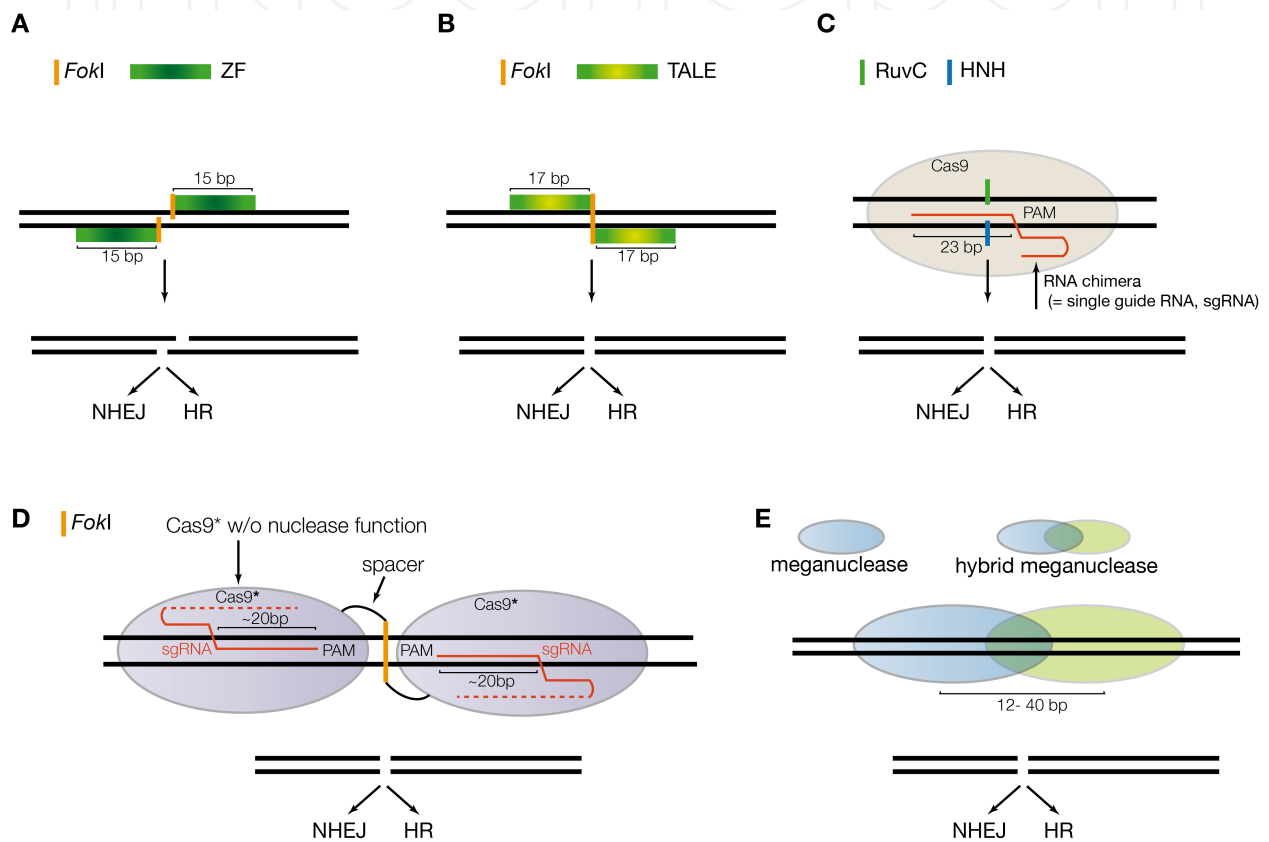 A
FokI
ZF
15 bp
15 bp
NHEJ
HR
B
FokI
TALE
17 bp
17 bp
NHEJ
HR
C
RuvC
HNH
Cas9
PAM
23 bp
RNA chimera
(= single guide RNA, sgRNA)
NHEJ
HR
D
FokI
Cas9* w/o nuclease function
spacer
Cas9*
~20bp
sgRNA
PAM
Cas9*
PAM
sgRNA
~20bp
NHEJ
HR
E
meganuclease
hybrid meganuclease
12- 40 bp
NHEJ
HR